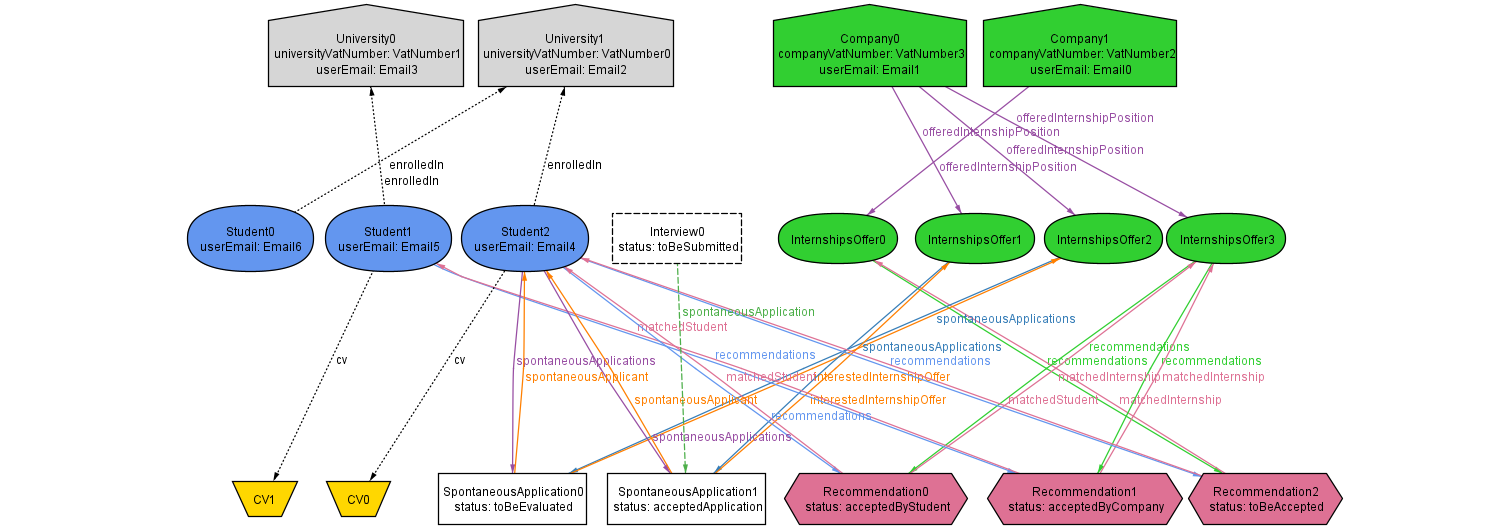 University0
universityVatNumber: VatNumber1
userEmail: Email3
University1
universityVatNumber: VatNumber0
userEmail: Email2
Company0
companyVatNumber: VatNumber3
userEmail: Email1
Company1
companyVatNumber: VatNumber2
userEmail: Email0
offeredInternshipPosition
offeredInternshipPosition
offeredInternshipPosition
offeredInternshipPosition
enrolledIn
enrolledIn
enrolledIn
Student0
userEmail: Email6
Student1
userEmail: Email5
Student2
userEmail: Email4
Interview0
status: toBeSubmitted
InternshipsOffer0
InternshipsOffer1
InternshipsOffer2
InternshipsOffer3
spontaneousApplication
spontaneousApplications
matchedStudent
spontaneousApplications
recommendations
recommendations
recommendations
cv
cv
spontaneousApplications
recommendations
recommendations
spontaneousApplicant
matchedStudent
interestedInternshipOffer
matchedInternship
matchedInternship
spontaneousApplicant
interestedInternshipOffer
matchedStudent
matchedInternship
recommendations
spontaneousApplications
CV1
CV0
SpontaneousApplication0
status: toBeEvaluated
SpontaneousApplication1
status: acceptedApplication
Recommendation0
status: acceptedByStudent
Recommendation1
status: acceptedByCompany
Recommendation2
status: toBeAccepted